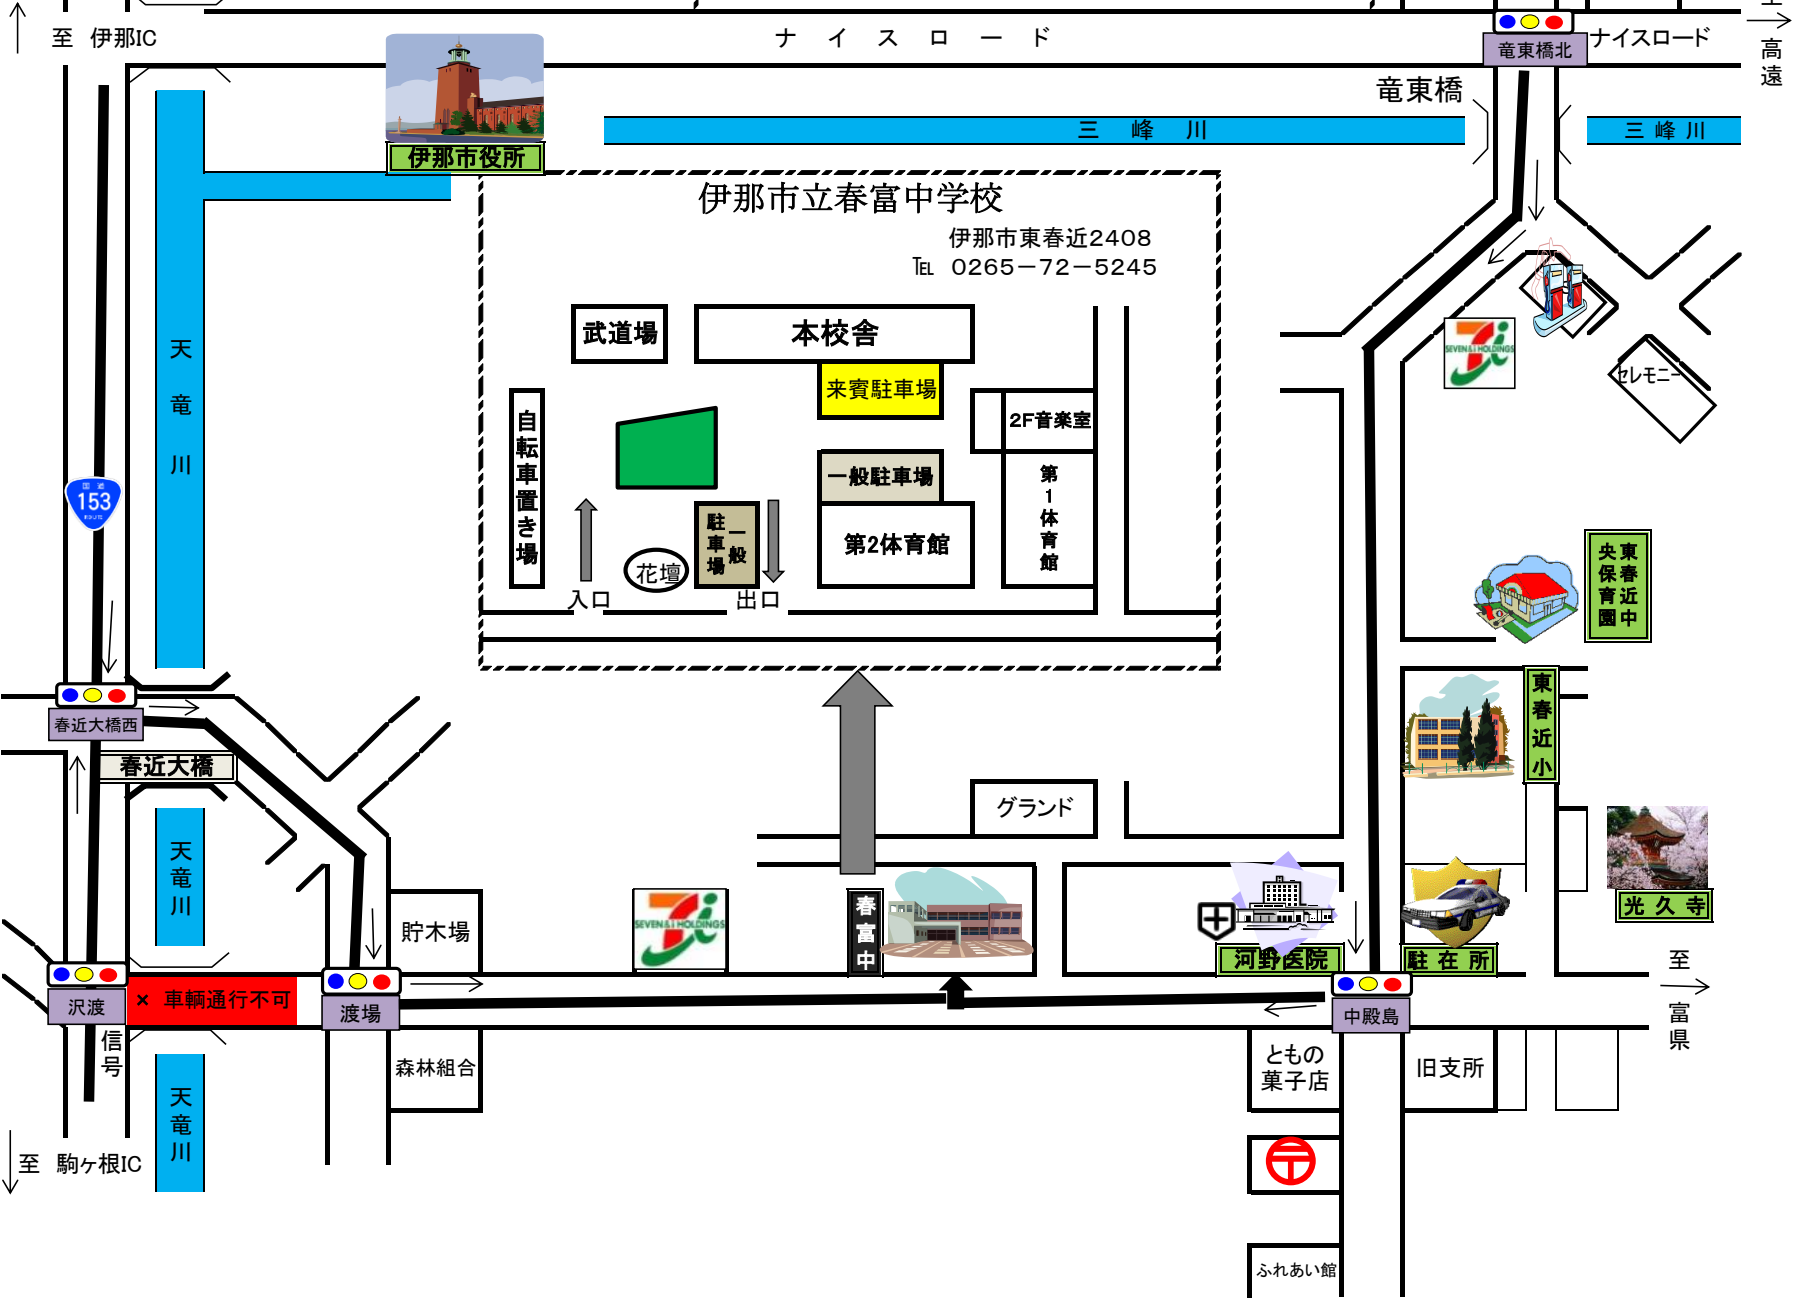 至 伊那IC
ナイスロード
竜東橋北
ナイスロード
高遠
竜東橋
三峰川
三峰川
伊那市役所
伊那市立春富中学校
伊那市東春近2408
℡ 0265－72－5245
武道場
本校舎
来賓駐車場
自転車置き場
2F音楽室
一般駐車場
第1体育館
一般駐車場
第2体育館
花壇
入口
出口
天竜川
国道
153
SEVEN&i HOLDINGS
セレモニー
東春近中央保育園
東春近小
春近大橋西
春近大橋
グランド
天竜川
貯木場
SEVEN&i HOLDINGS
春富中
河野医院
駐在所
光久寺
至 富県
沢渡
信号
× 車輌通行不可
渡場
中殿島
森林組合
ともの
菓子店
旧支所
天竜川
至 駒ヶ根IC
ふれあい館